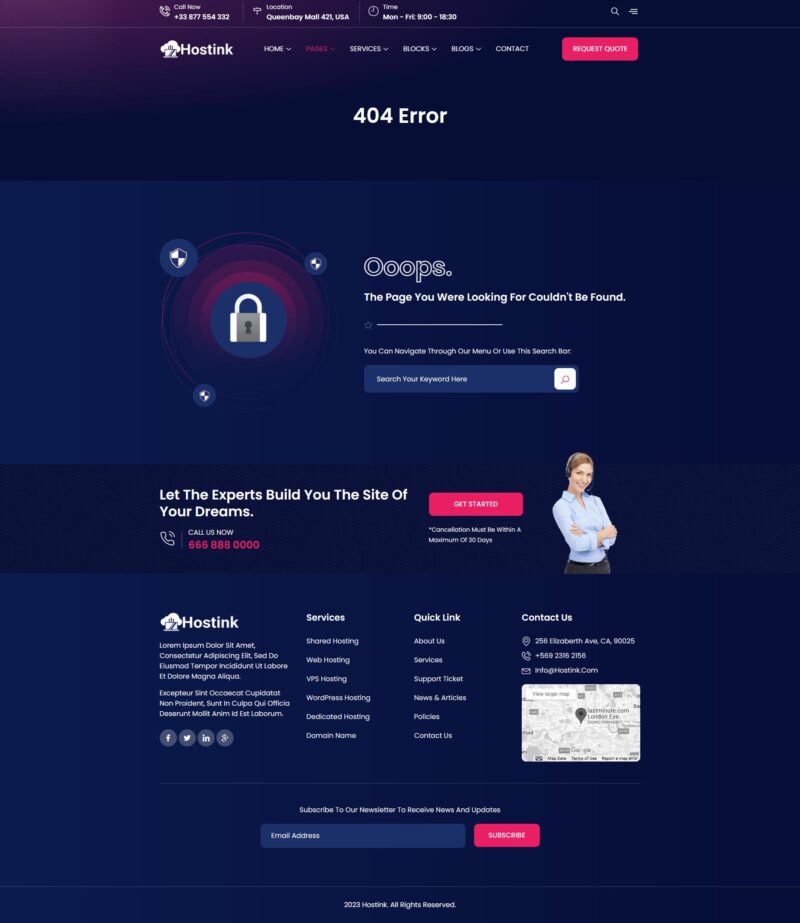 Call Now
+33 877 554 332
Location
Queenbay Mall 421, USA
Time
Mon - Fri: 9:00 - 18:30
Hostink
HOME
PAGES
SERVICES
BLOCKS
BLOGS
CONTACT
REQUEST QUOTE
404 Error
Ooops.
The Page You Were Looking For Couldn't Be Found.
You Can Navigate Through Our Menu Or Use This Search Bar:
Search Your Keyword Here
Let The Experts Build You The Site Of
Your Dreams.
CALL US NOW
666 888 0000
GET STARTED
*Cancellation Must Be Within A
Maximum Of 30 Days
Hostink
Lorem Ipsum Dolor Sit Amet,
Consectetur Adipiscing Elit, Sed Do
Eiusmod Tempor Incididunt Ut Labore
Et Dolore Magna Aliqua.
Excepteur Sint Occaecat Cupidatat
Non Proident, Sunt In Culpa Qui Officia
Deserunt Mollit Anim Id Est Laborum.
Services
Shared Hosting
Web Hosting
VPS Hosting
WordPress Hosting
Dedicated Hosting
Domain Name
Quick Link
About Us
Services
Support Ticket
News & Articles
Policies
Contact Us
Contact Us
256 Elizaberth Ave, CA, 90025
+569 2316 2156
Info@Hostink.Com
View larger map
lastminute.com
London Eye
Google
Map Data
Terms of Use
Report a map error
Subscribe To Our Newsletter To Receive News And Updates
Email Address
SUBSCRIBE
2023 Hostink. All Rights Reserved.